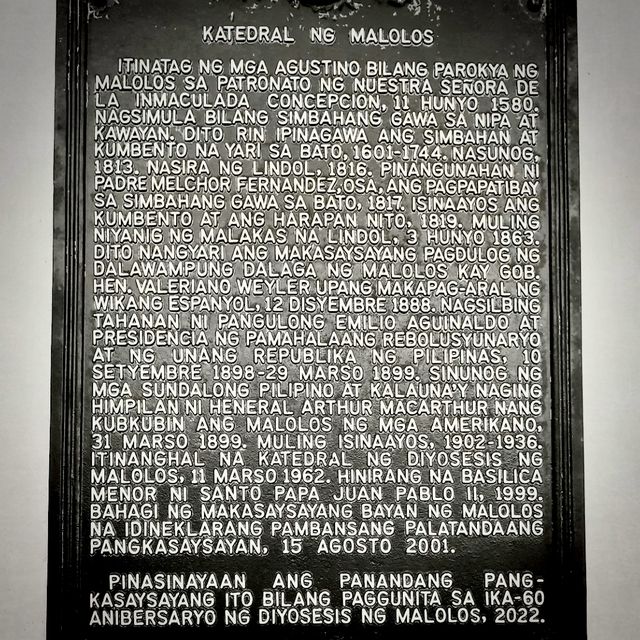 KATEDRAL NG MALOLOS
ITINATAG NG MGA AGUSTINO BILANG PAROKYA NG
MALOLOS SA PATRONATO NG NUESTRA SEÑORA DE
LA INMACULADA CONCEPCION, 11 HUNYO 1580.
NAGSIMULA BILANG SIMBAHANG GAWA SA NIPA AT
KAWAYAN. DITO RIN IPINAGAWA ANG SIMBAHAN AT
KUMBENTO NA YARI SA BATO, 1601-1744. NASUNOG,
1813. NASIRA NG LINDOL, 1816. PINANGUNAHAN NI
PADRE MELCHOR FERNANDEZ, OSA, ANG PAGPAPATIBAY
SA SIMBAHANG GAWA SA BATO, 1817. ISINAAYOS ANG
KUMBENTO AT ANG HARAPAN NITO, 1819. MULING
NIYANIG NG MALAKAS NA LINDOL, 3 HUNYO 1863.
DITO NANGYARI ANG MAKASAYSAYANG PAGDULOG NG
DALAWAMPUNG DALAGA NG MALOLOS KAY GOB.
HEN. VALERIANO WEYLER UPANG MAKAPAG-ARAL NG
WIKANG ESPANYOL, 12 DISYEMBRE 1888. NAGSILBING
TAHANAN NI PANGULONG EMILIO AGUINALDO AT
PRESIDENCIA NG PAMAHALAANG REBOLUSYUNARYO
AT NG UNANG REPUBLIKA NG PILIPINAS, 10
SETYEMBRE 1898-29 MARSO 1899. SINUNOG NG
MGA SUNDALONG PILIPINO AT KALAUNA'Y NAGING
HIMPILAN NI HENERAL ARTHUR MACARTHUR NANG
KUBKUBIN ANG MALOLOS NG MGA AMERIKANO,
31 MARSO 1899. MULING ISINAAYOS, 1902-1936.
ITINANGHAL NA KATEDRAL NG DIYOSESIS NG
MALOLOS, 11 MARSO 1962. HINIRANG NA BASILICA
MENOR NI SANTO PAPA JUAN PABLO II, 1999.
BAHAGI NG MAKASAYSAYANG BAYAN NG MALOLOS
NA IDINEKLARANG PAMBANSANG PALATANDAANG
PANGKASAYSAYAN, 15 AGOSTO 2001.
PINASINAYAAN ANG PANANDANG PANG-
KASAYSAYANG ITO BILANG PAGGUNITA SA IKA-60
ANIBERSARYO NG DIYOSESIS NG MALOLOS, 2022.